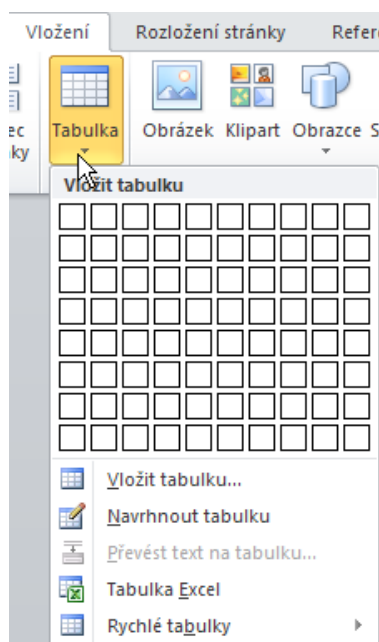 Vložení Rozložení stránky
Tabulka Obrázek Klipart Obrazce
Vložit tabulku
Vložit tabulku...
Navrhnout tabulku
Převést text na tabulku...
Tabulka Excel
Rychlé tabulky